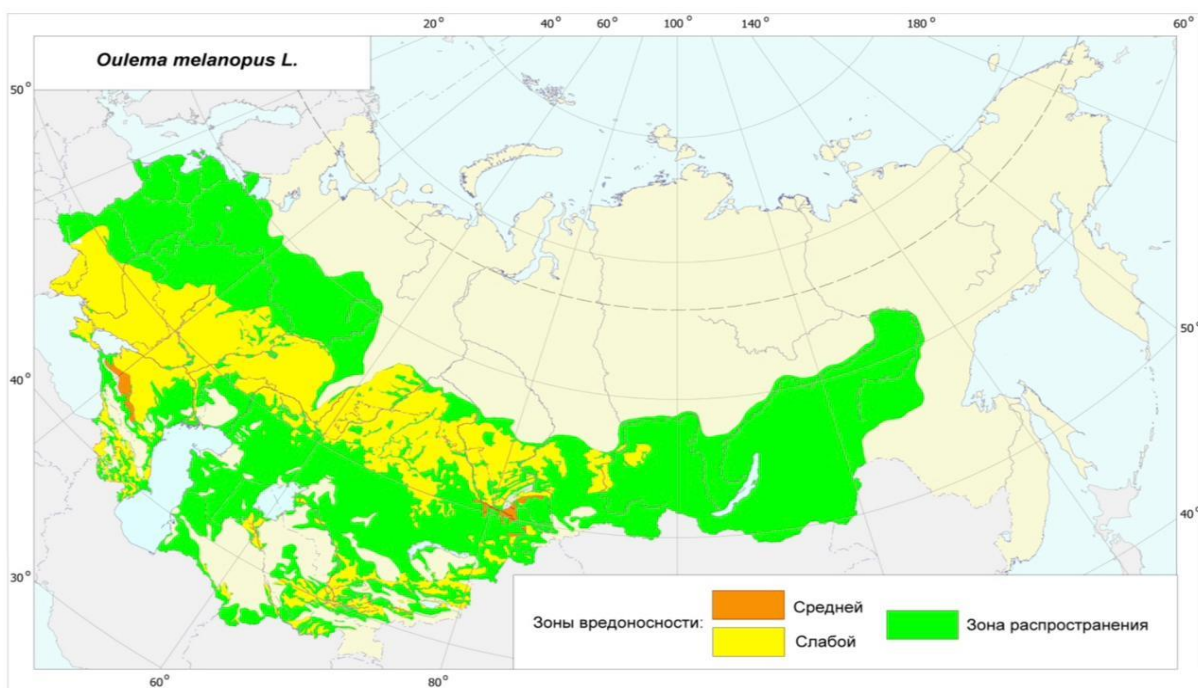 20° 40° 60° 100° 140° 180° 60°
Oulema melanopus L.
50°
50°
40°
40°
30°
Зоны вредоносности:
Средней
Слабой
Зона распространения
60° 80°